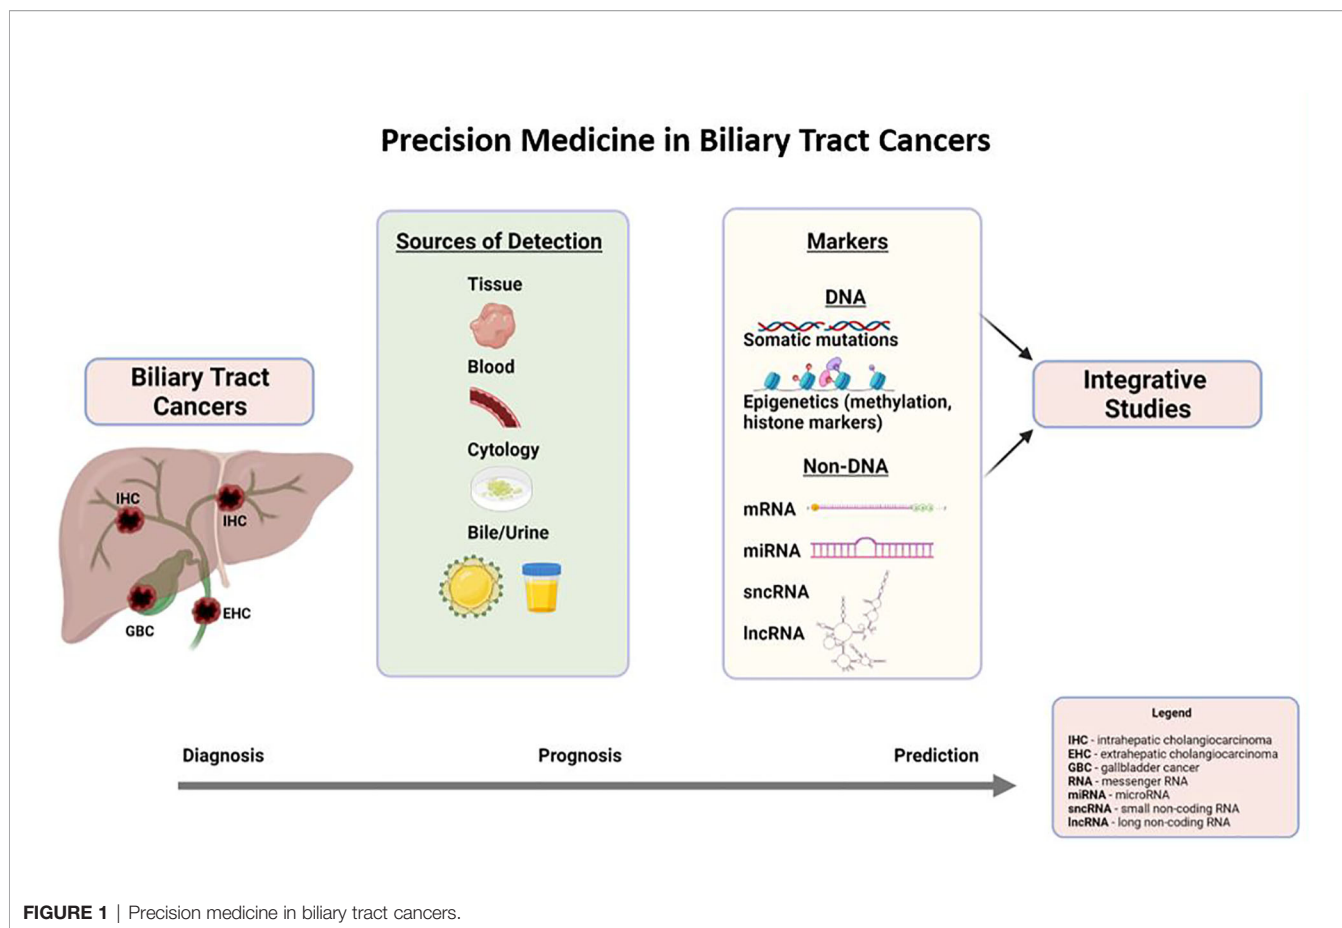 Precision Medicine in Biliary Tract Cancers
Biliary Tract
Cancers
IHC
IHC
GBC
EHC
Sources of Detection
Tissue
Blood
Cytology
Bile/Urine
Markers
DNA
Somatic mutations
Epigenetics (methylation,
histone markers)
Non-DNA
mRNA
miRNA
sncRNA
lncRNA
Integrative
Studies
Diagnosis
Prognosis
Prediction
Legend
IHC - intrahepatic cholangiocarcinoma
EHC - extrahepatic cholangiocarcinoma
GBC - gallbladder cancer
RNA - messenger RNA
miRNA - microRNA
sncRNA - small non-coding RNA
lncRNA - long non-coding RNA
FIGURE 1 | Precision medicine in biliary tract cancers.